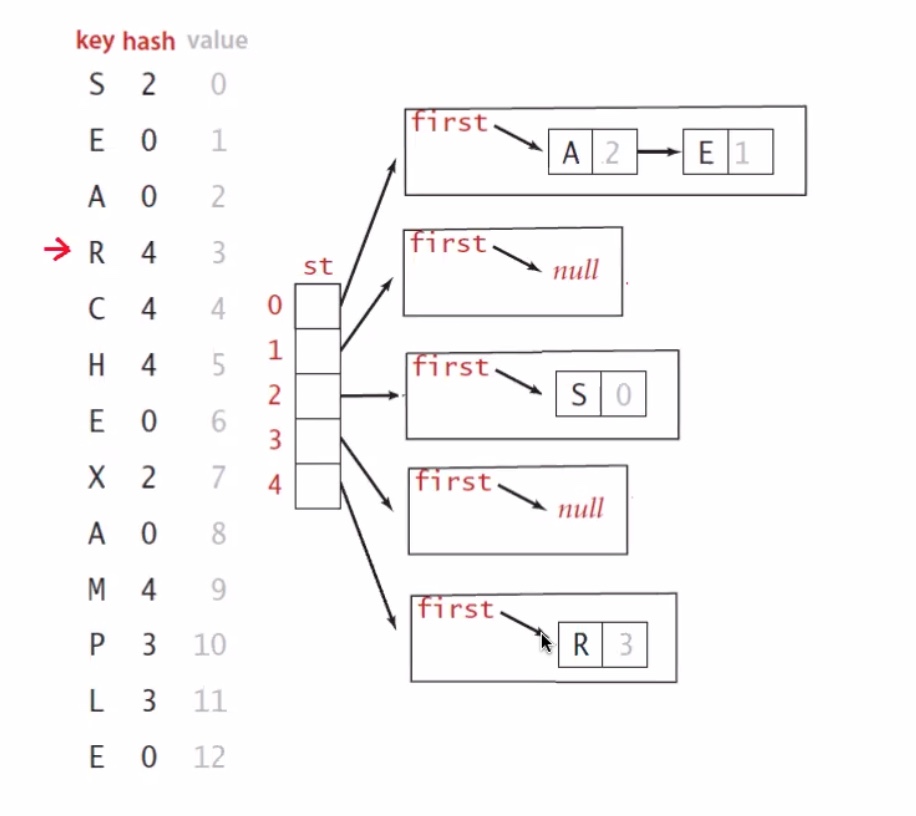 key hash value
S 2 0
E 0 1
A 0 2
R 4 3
C 4 4
H 4 5
E 0 6
X 2 7
A 0 8
M 4 9
P 3 10
L 3 11
E 0 12
st
0
1
2
3
4
first
A 2 E 1
first
null
first
S 0
first
null
first
R 3